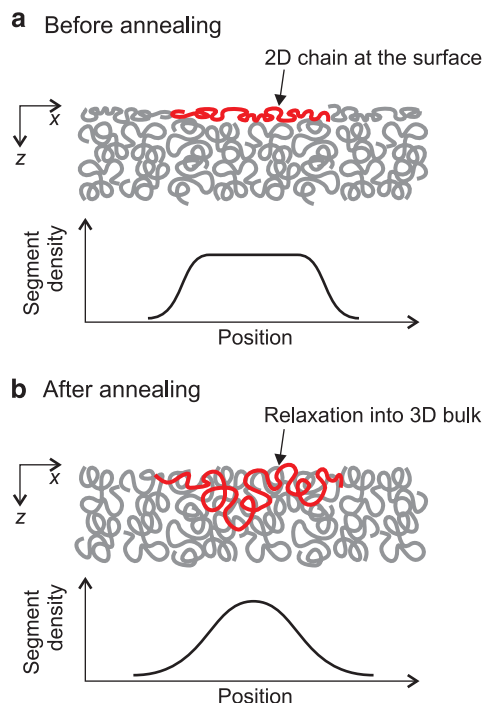 a Before annealing
2D chain at the surface
x
z
Segment
density
Position
b After annealing
Relaxation into 3D bulk
x
z
Segment
density
Position